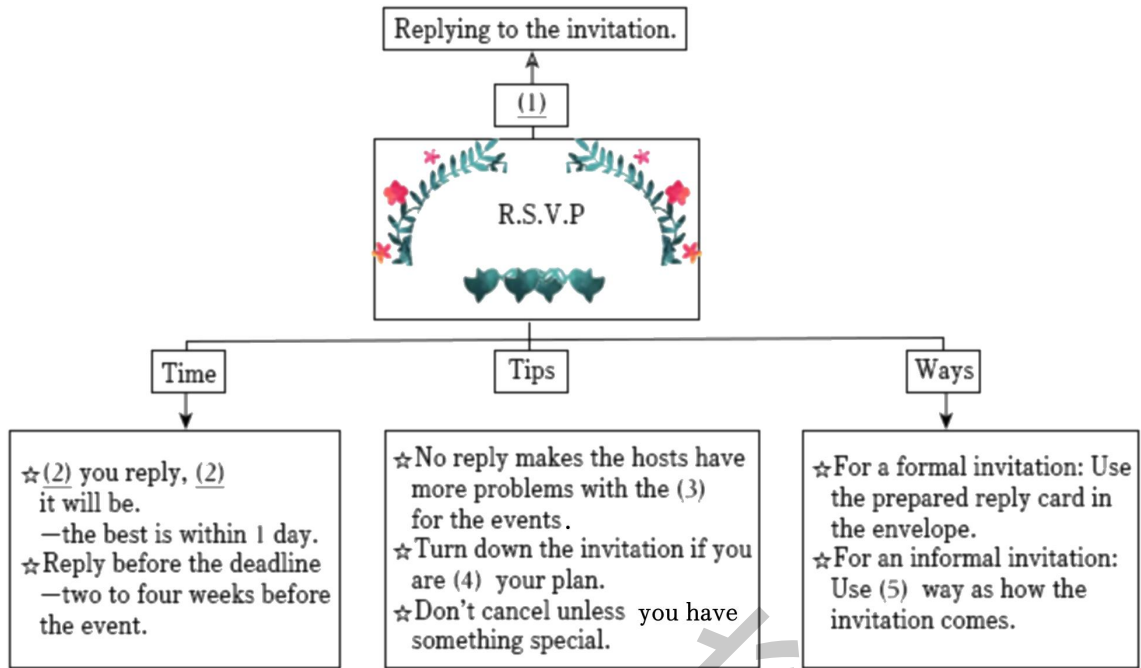 Replying to the invitation.
(1)
R.S.V.P
Time
Tips
Ways
☆(2) you reply, (2)
it will be.
—the best is within 1 day.
☆Reply before the deadline
—two to four weeks before
the event.
☆No reply makes the hosts have
more problems with the (3)
for the events.
☆Turn down the invitation if you
are (4) your plan.
☆Don't cancel unless you have
something special.
☆For a formal invitation: Use
the prepared reply card in
the envelope.
☆For an informal invitation:
Use (5) way as how the
invitation comes.